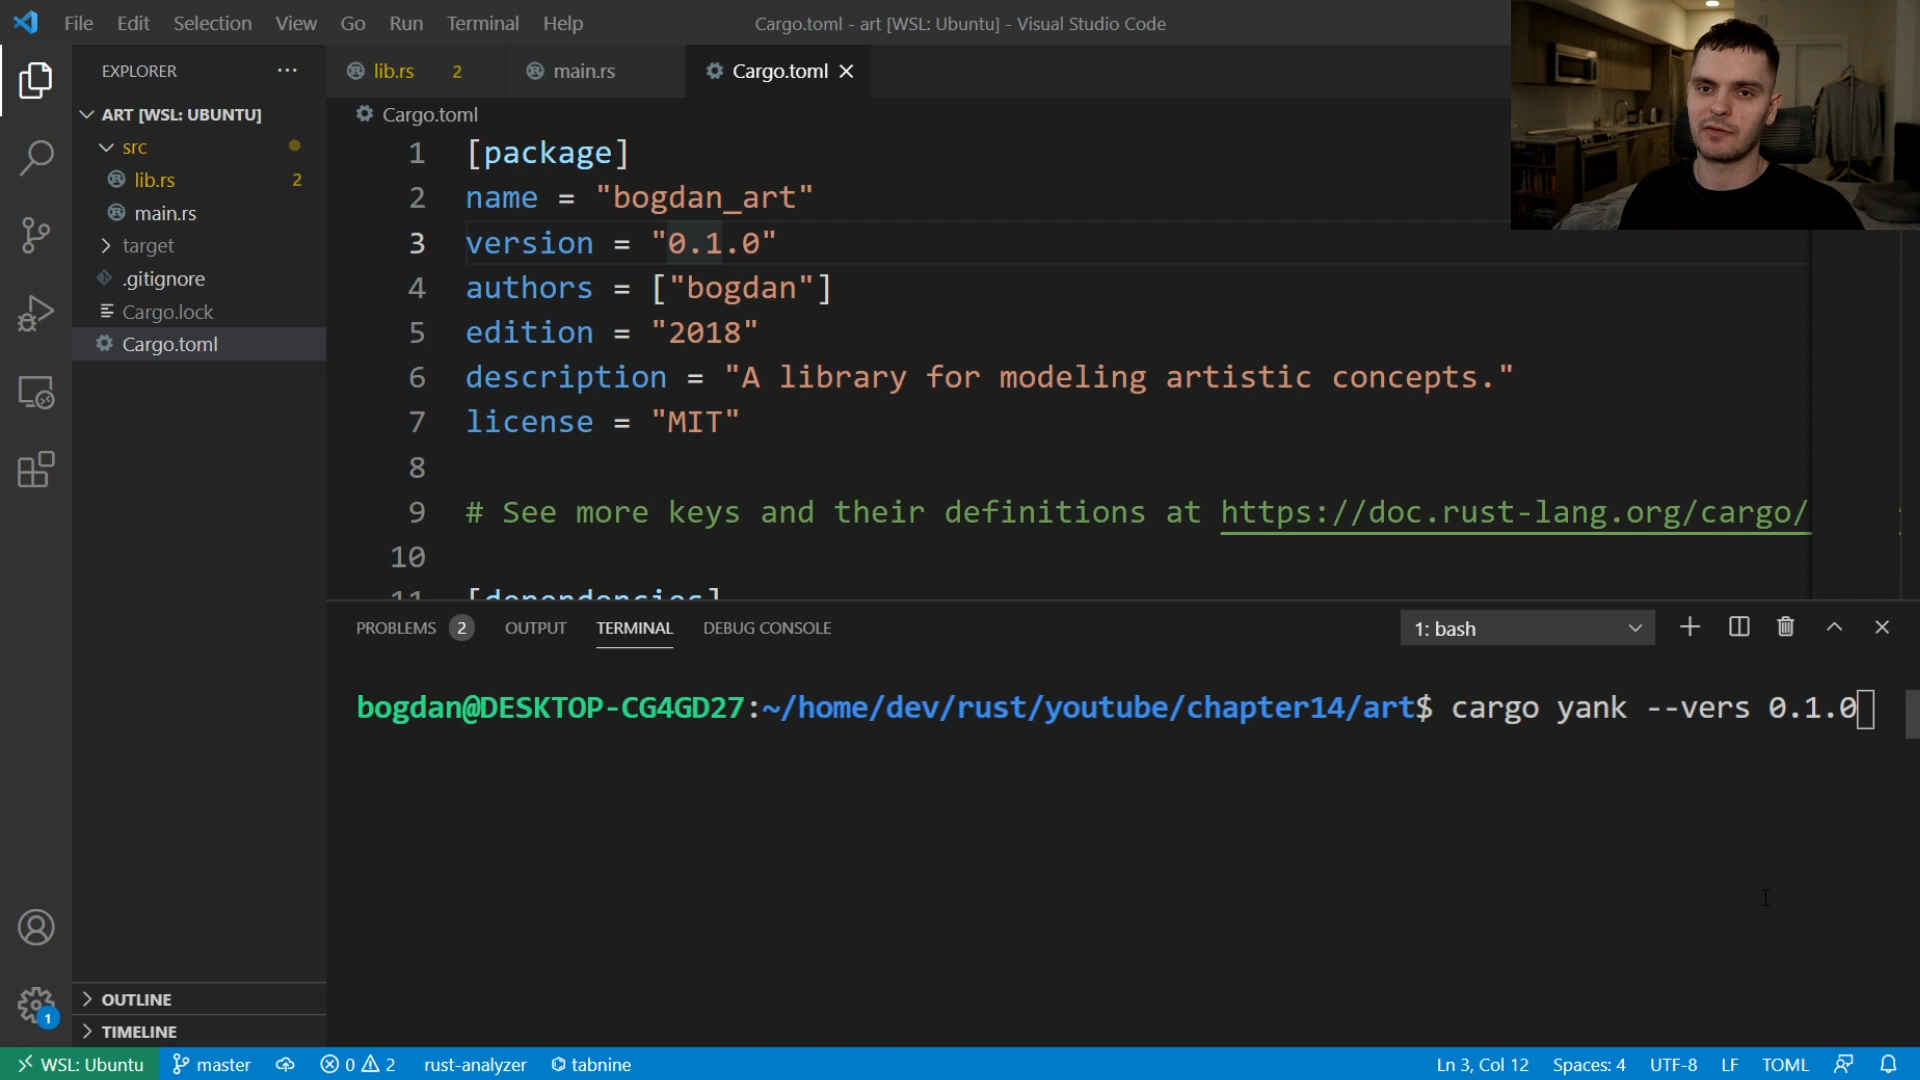 File Edit Selection View Go Run Terminal Help
Cargo.toml - art [WSL: Ubuntu] - Visual Studio Code
EXPLORER ···
ART [WSL: UBUNTU]
src
lib.rs 2
main.rs
target
.gitignore
Cargo.lock
Cargo.toml
OUTLINE
TIMELINE
lib.rs 2 main.rs Cargo.toml
Cargo.toml
1 [package]
2 name = "bogdan_art"
3 version = "0.1.0"
4 authors = ["bogdan"]
5 edition = "2018"
6 description = "A library for modeling artistic concepts."
7 license = "MIT"
8
9 # See more keys and their definitions at https://doc.rust-lang.org/cargo/
10
11 [dependencies]
PROBLEMS 2 OUTPUT TERMINAL DEBUG CONSOLE
1: bash
bogdan@DESKTOP-CG4GD27:~/home/dev/rust/youtube/chapter14/art$ cargo yank --vers 0.1.0
1
WSL: Ubuntu master 0 2 rust-analyzer tabnine
Ln 3, Col 12 Spaces: 4 UTF-8 LF TOML